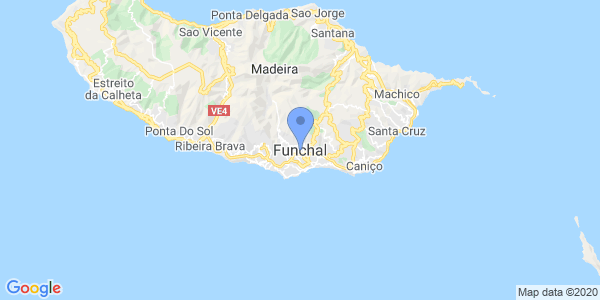 Ponta Delgada
Sao Jorge
Sao Vicente
Santana
Madeira
Estreito
da Calheta
Machico
VE4
Ponta Do Sol
Santa Cruz
Ribeira Brava
Funchal
Caniço
Google
Map data ©2020